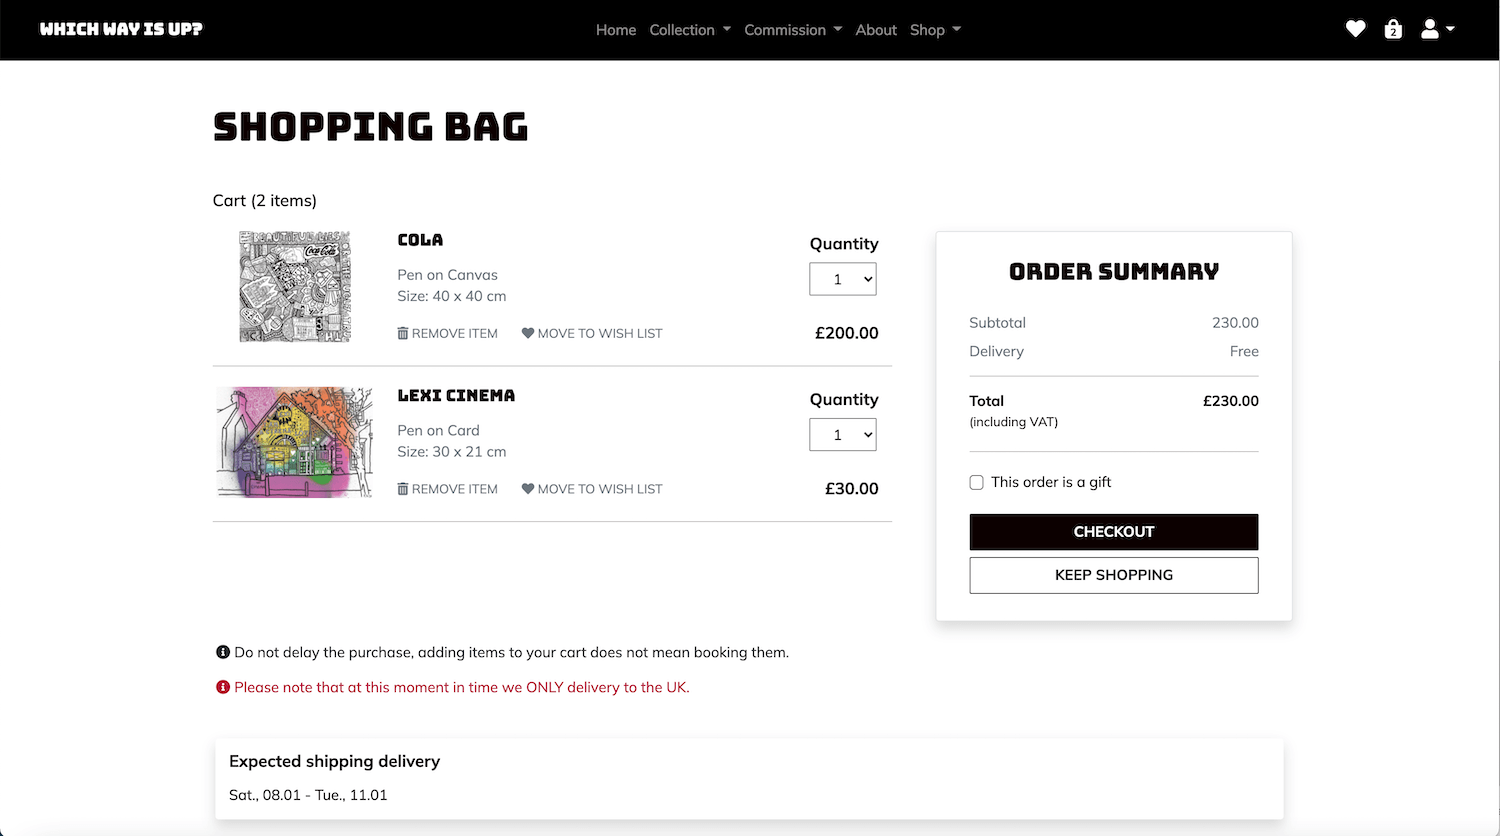 WHICH WAY IS UP?
Home Collection Commission About Shop
2
SHOPPING BAG
Cart (2 items)
BEAUTIFUL
Coca-Cola
COLA
Pen on Canvas
Size: 40 x 40 cm
REMOVE ITEM MOVE TO WISH LIST
Quantity
1
£200.00
LEXI CINEMA
Pen on Card
Size: 30 x 21 cm
REMOVE ITEM MOVE TO WISH LIST
Quantity
1
£30.00
ORDER SUMMARY
Subtotal 230.00
Delivery Free
Total £230.00
(including VAT)
This order is a gift
CHECKOUT
KEEP SHOPPING
Do not delay the purchase, adding items to your cart does not mean booking them.
Please note that at this moment in time we ONLY delivery to the UK.
Expected shipping delivery
Sat., 08.01 - Tue., 11.01